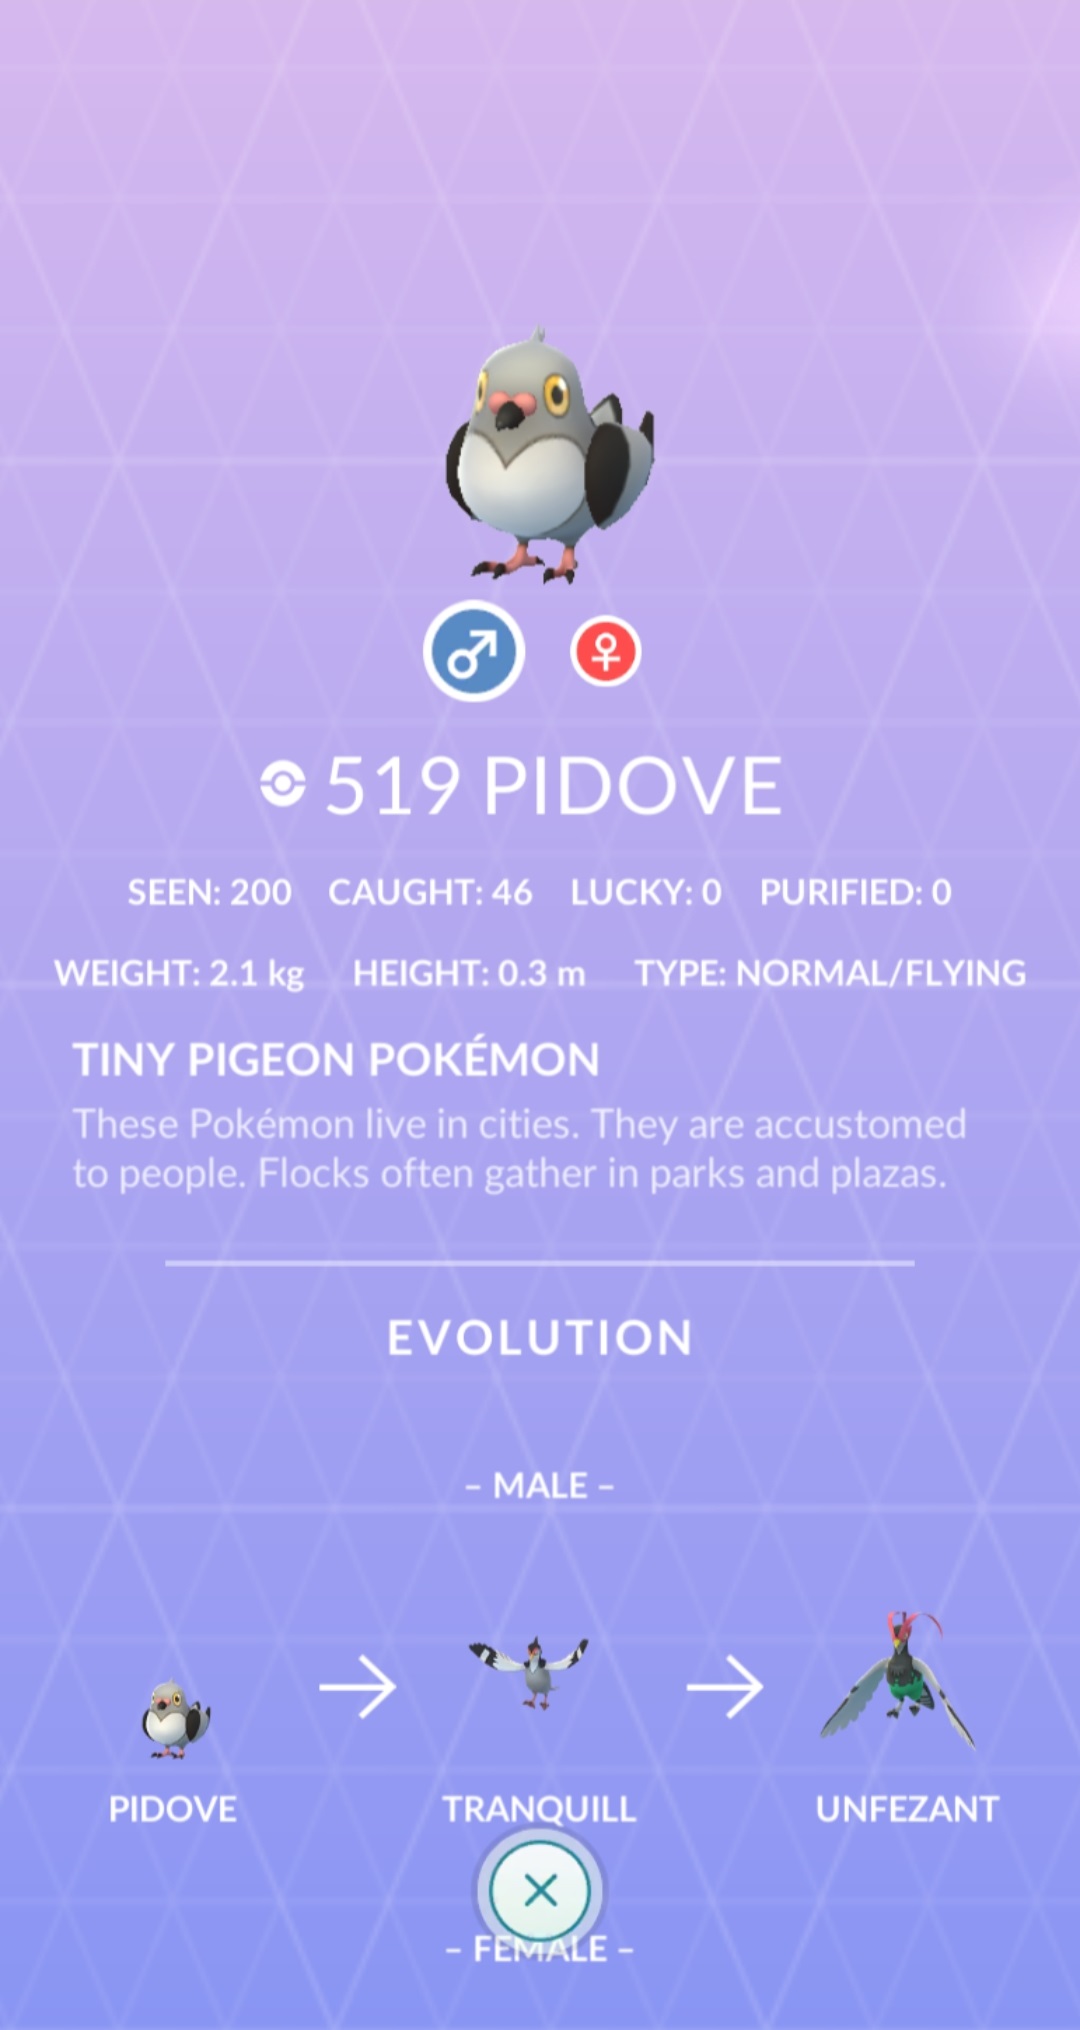 519 PIDOVE
SEEN: 200 CAUGHT: 46 LUCKY: 0 PURIFIED: 0
WEIGHT: 2.1 kg HEIGHT: 0.3 m TYPE: NORMAL/FLYING
TINY PIGEON POKÉMON
These Pokémon live in cities. They are accustomed
to people. Flocks often gather in parks and plazas.
EVOLUTION
– MALE –
PIDOVE TRANQUILL UNFEZANT
– FEMALE –